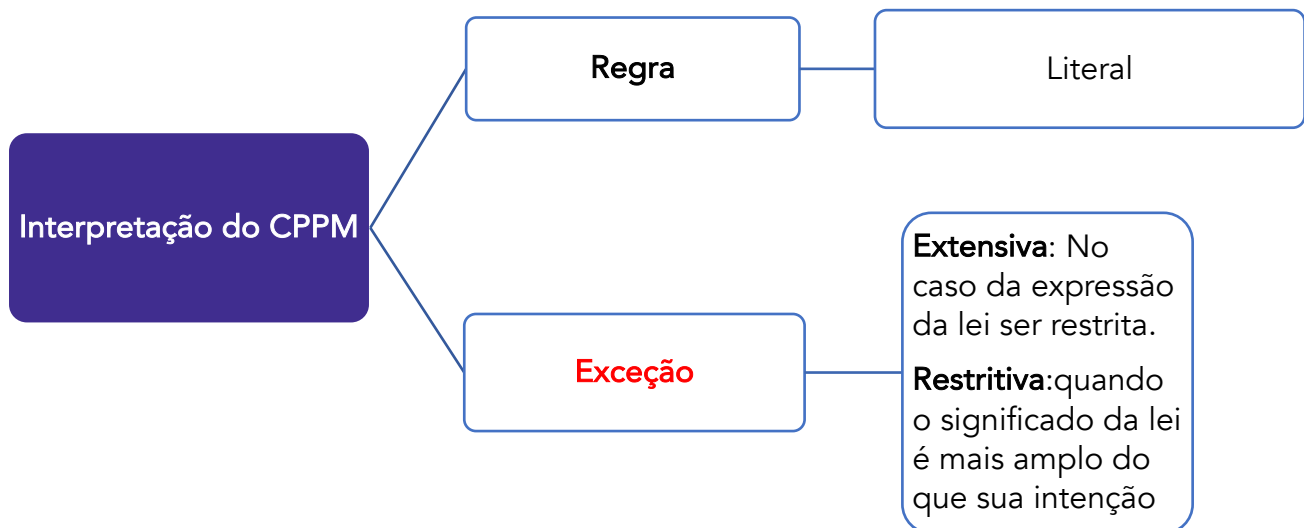 Regra
Literal
Interpretação do CPPM
Exceção
Extensiva: No
caso da expressão
da lei ser restrita.
Restritiva:quando
o significado da lei
é mais amplo do
que sua intenção